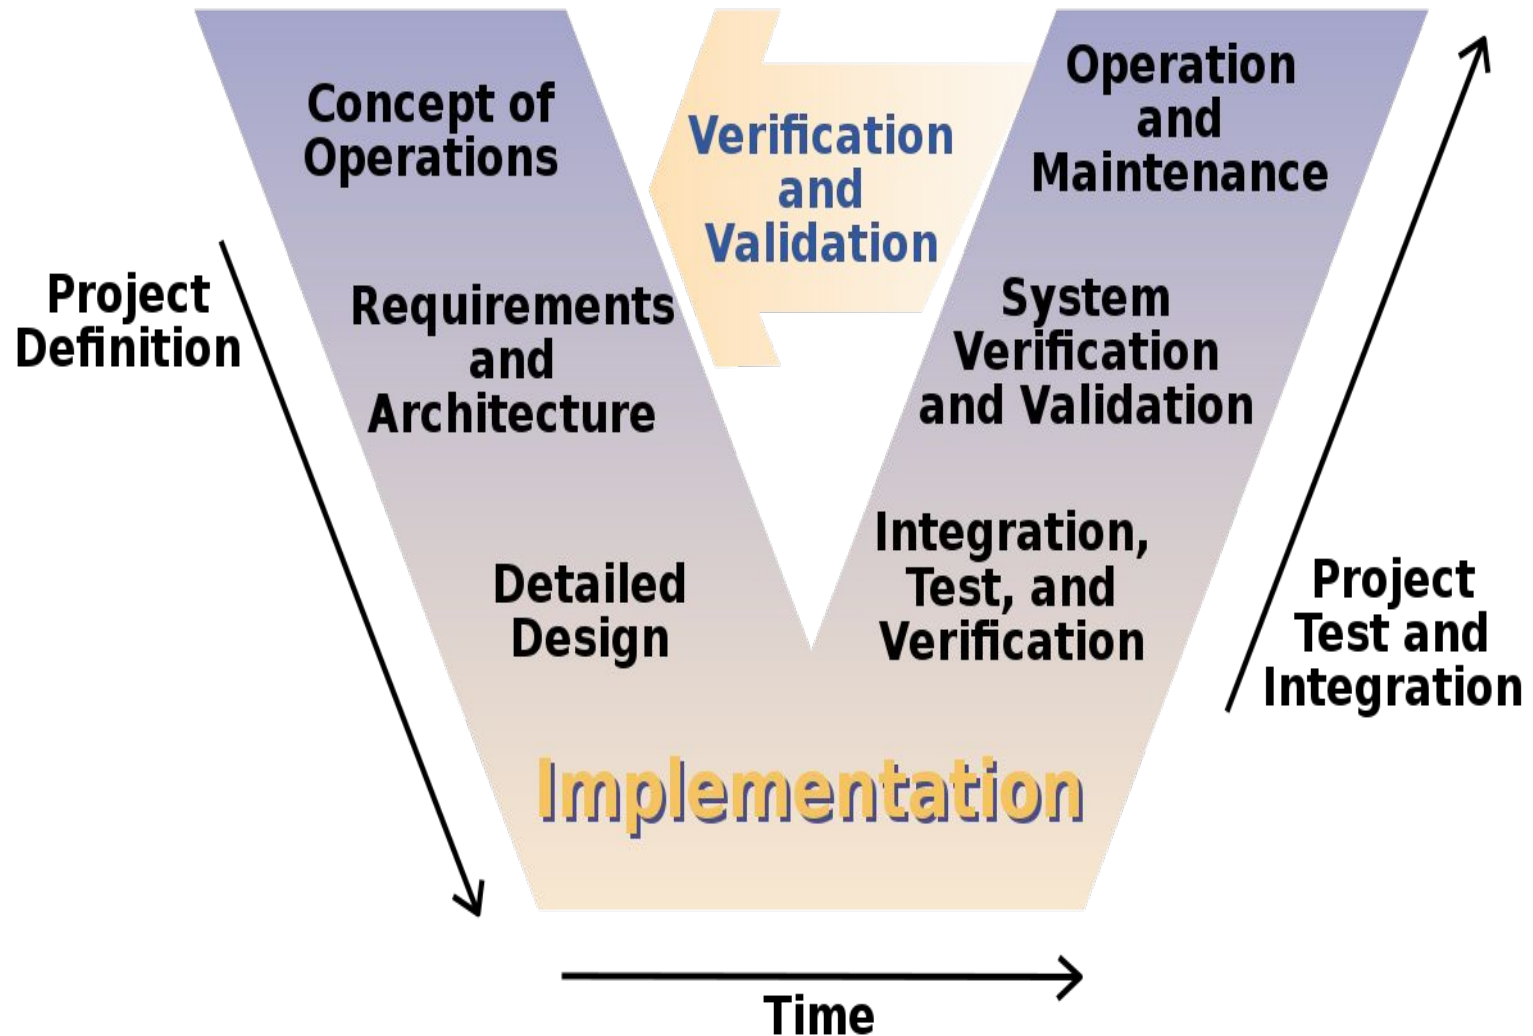 Concept of
Operations
Verification
and
Validation
Operation
and
Maintenance
Project
Definition
Requirements
and
Architecture
System
Verification
and Validation
Detailed
Design
Integration,
Test, and
Verification
Project
Test and
Integration
Implementation
Time